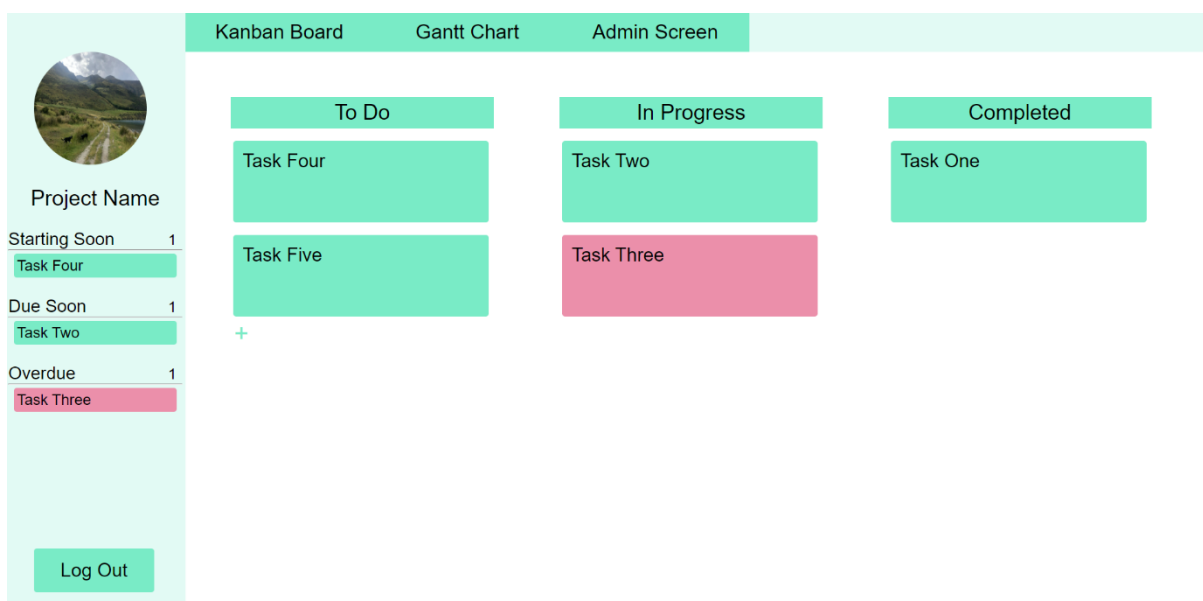 Kanban Board Gantt Chart Admin Screen
Project Name
Starting Soon 1
Task Four
Due Soon 1
Task Two
Overdue 1
Task Three
Log Out
To Do
Task Four
Task Five
+
In Progress
Task Two
Task Three
Completed
Task One